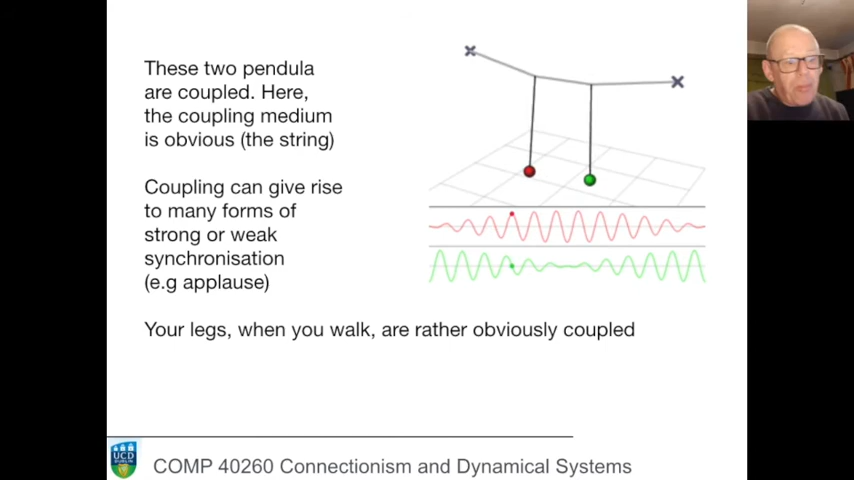 These two pendula
are coupled. Here,
the coupling medium
is obvious (the string)
Coupling can give rise
to many forms of
strong or weak
synchronisation
(e.g applause)
Your legs, when you walk, are rather obviously coupled
UCD
DUBLIN
COMP 40260 Connectionism and Dynamical Systems